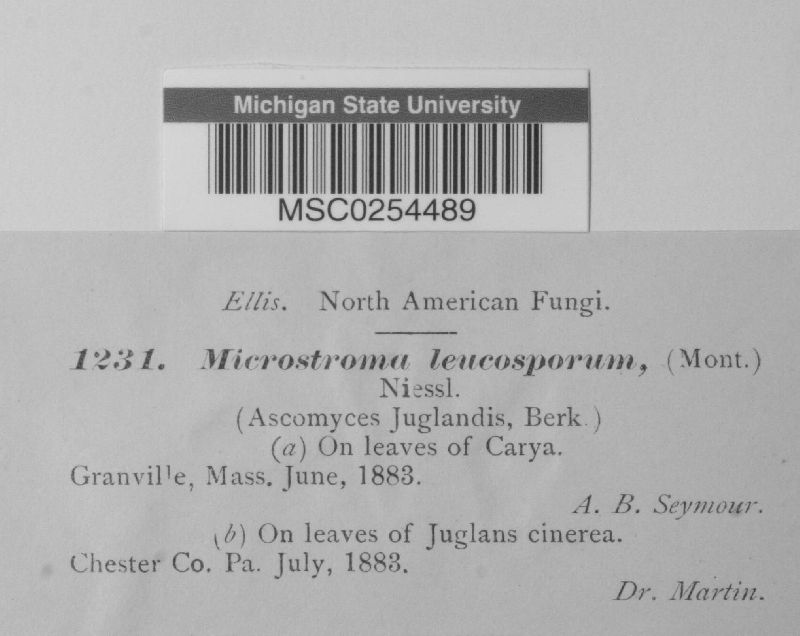 Michigan State University
MSC0254489
Ellis. North American Fungi.
1231. Microstroma leucosporum, (Mont.)
Niessl.
(Ascomyces Juglandis, Berk.)
(a) On leaves of Carya.
Granville, Mass. June, 1883.
A. B. Seymour.
(b) On leaves of Juglans cinerea.
Chester Co. Pa. July, 1883.
Dr. Martin.